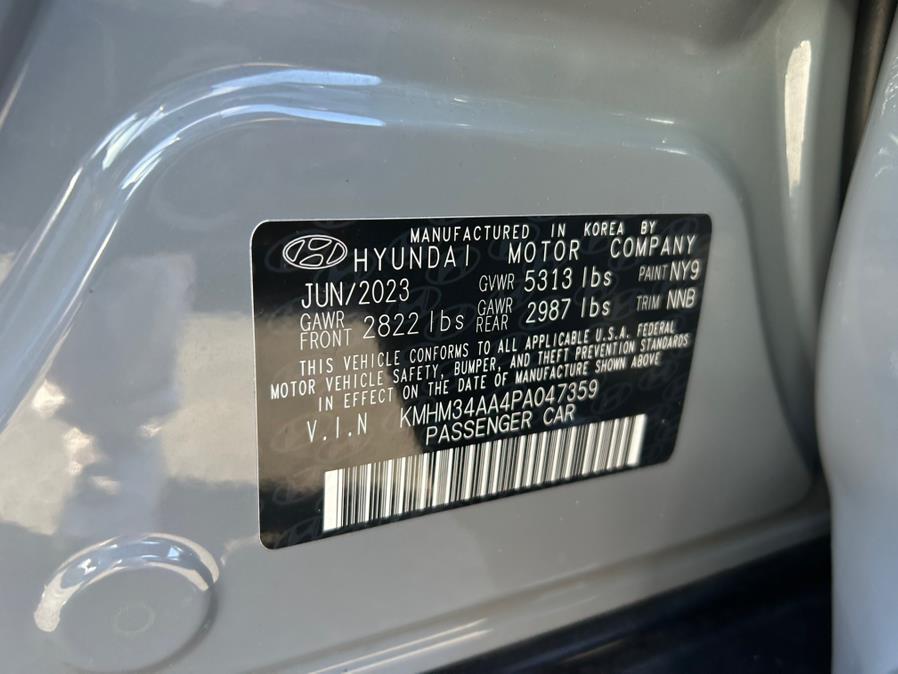 MANUFACTURED IN KOREA BY
HYUNDAI MOTOR COMPANY
JUN/2023 GVWR 5313 lbs PAINT NY9
GAWR FRONT 2822 lbs GAWR REAR 2987 lbs TRIM NNB
THIS VEHICLE CONFORMS TO ALL APPLICABLE U.S.A. FEDERAL
MOTOR VEHICLE SAFETY, BUMPER, AND THEFT PREVENTION STANDARDS
IN EFFECT ON THE DATE OF MANUFACTURE SHOWN ABOVE
V.I.N KMHM34AA4PA047359
PASSENGER CAR